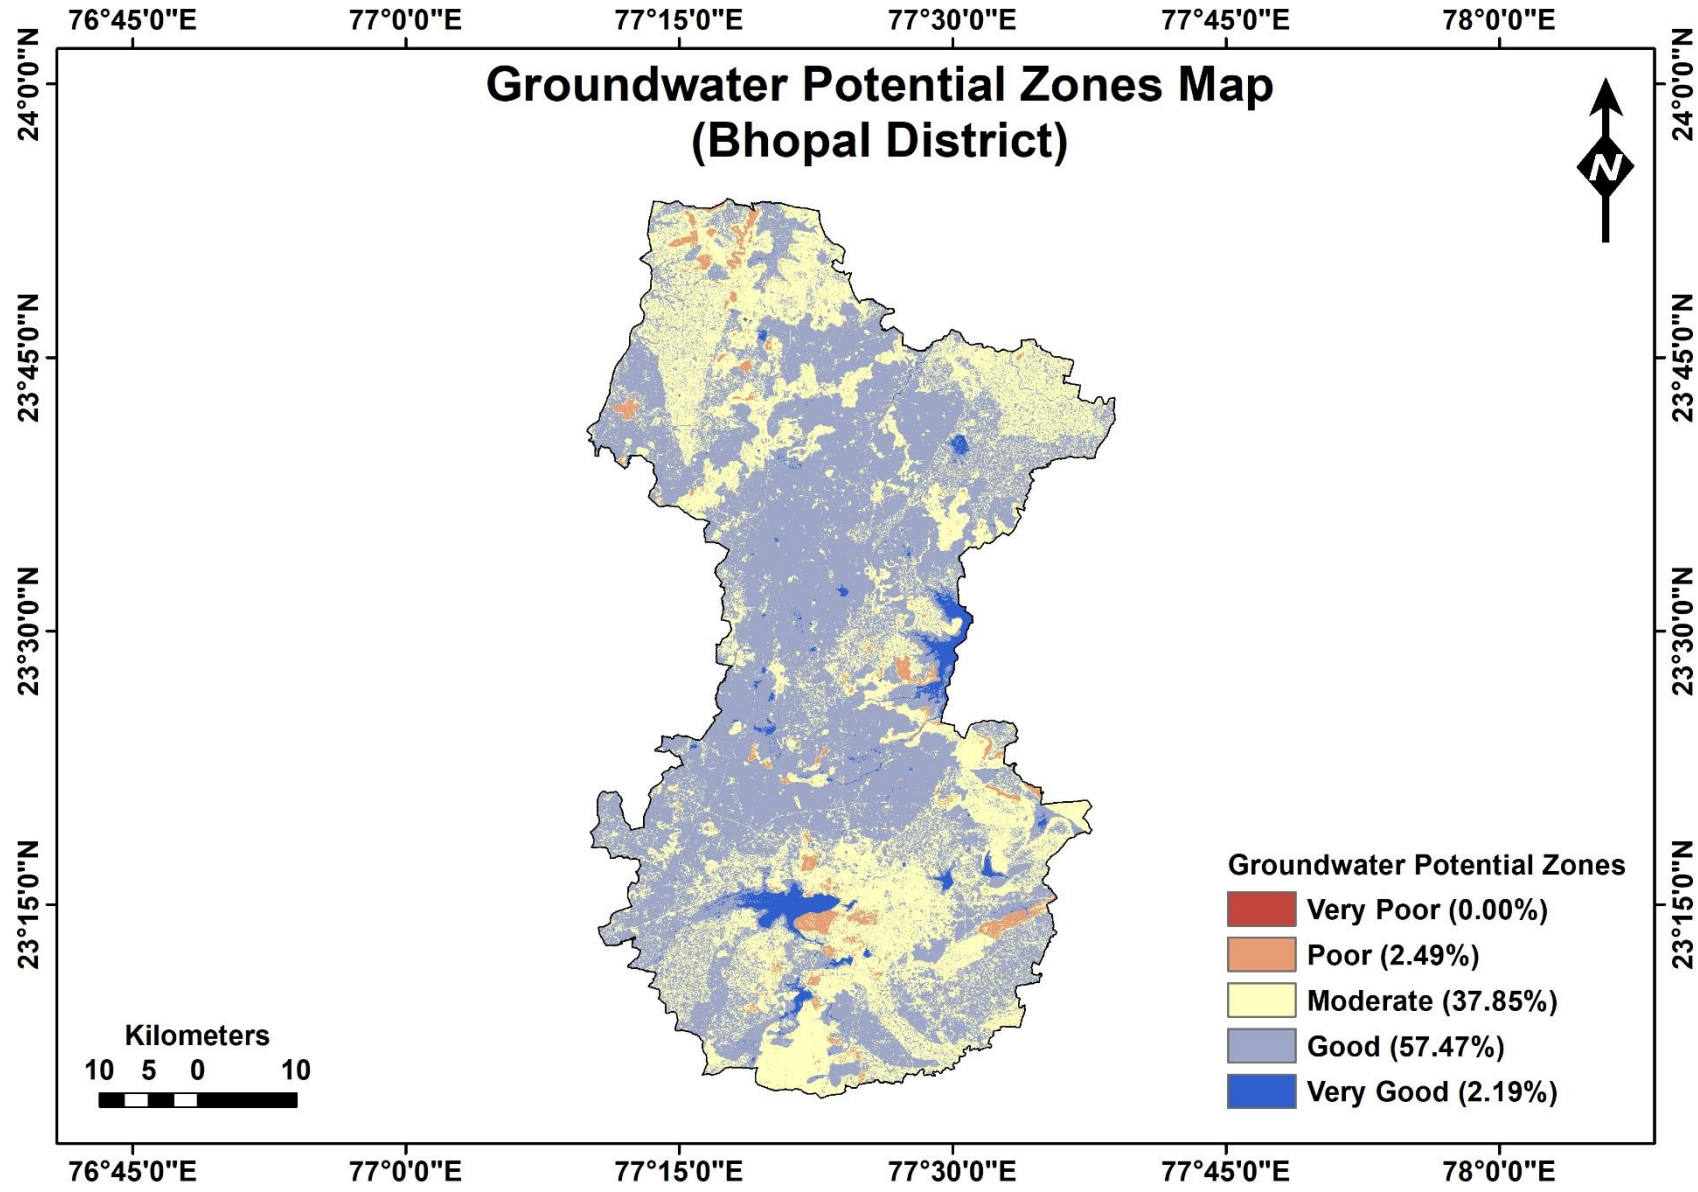 76°45'0"E 77°0'0"E 77°15'0"E 77°30'0"E 77°45'0"E 78°0'0"E
Groundwater Potential Zones Map
(Bhopal District)
N
24°0'0"N
23°45'0"N
23°30'0"N
23°15'0"N
24°0'0"N
23°45'0"N
23°30'0"N
23°15'0"N
Groundwater Potential Zones
Very Poor (0.00%)
Poor (2.49%)
Moderate (37.85%)
Good (57.47%)
Very Good (2.19%)
Kilometers
10 5 0 10
76°45'0"E 77°0'0"E 77°15'0"E 77°30'0"E 77°45'0"E 78°0'0"E